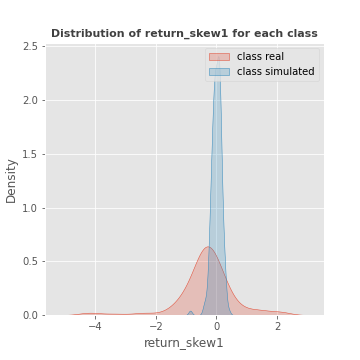 Distribution of return_skew1 for each class
class real
class simulated
2.5
2.0
1.5
1.0
0.5
0.0
Density
−4
−2
0
2
return_skew1